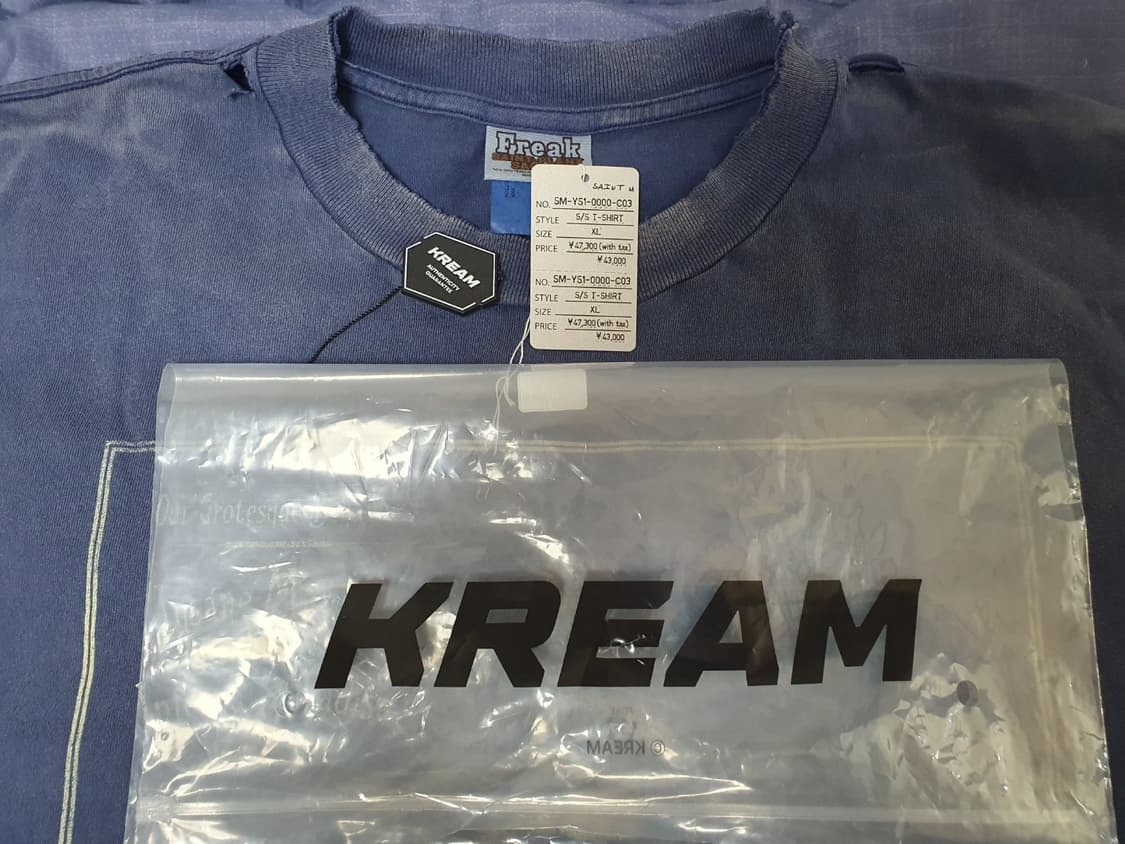 Freak
SAINT M
NO. SM-YS1-0000-C03
STYLE S/S T-SHIRT
SIZE XL
PRICE ¥47,300(with tax)
¥43,000
NO. SM-YS1-0000-C03
STYLE S/S T-SHIRT
SIZE XL
PRICE ¥47,300(with tax)
¥43,000
KREAM
AUTHENTICITY
GUARANTEE
KREAM
© KREAM